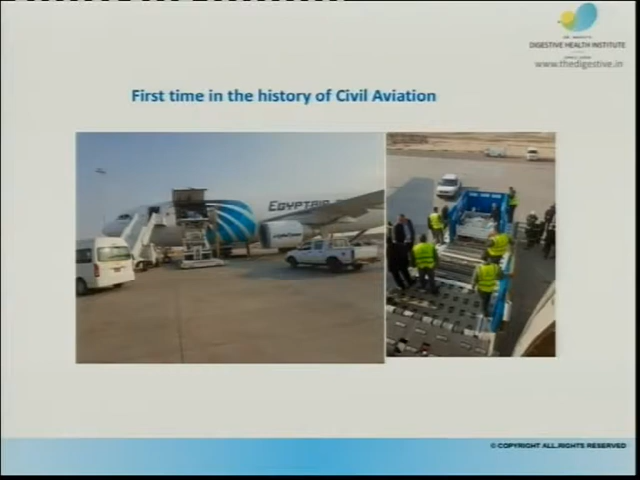 DIGESTIVE HEALTH INSTITUTE
www.thedigestive.in
First time in the history of Civil Aviation
EGYPTAIR
© COPYRIGHT ALL RIGHTS RESERVED